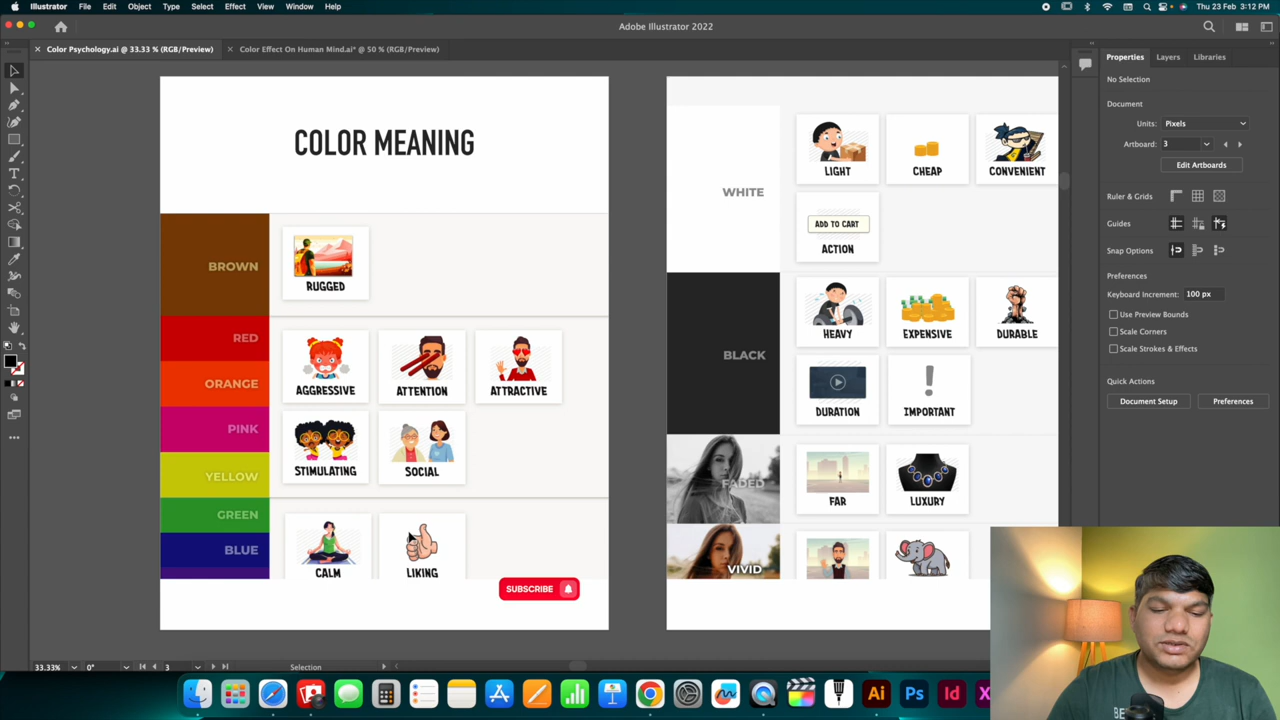 Illustrator File Edit Object Type Select Effect View Window Help
Thu 23 Feb 3:12 PM
Adobe Illustrator 2022
Color Psychology.ai @ 33.33 % (RGB/Preview)
Color Effect On Human Mind.ai* @ 50 % (RGB/Preview)
COLOR MEANING
BROWN
RUGGED
RED
ORANGE
PINK
YELLOW
AGGRESSIVE
ATTENTION
ATTRACTIVE
STIMULATING
SOCIAL
GREEN
BLUE
CALM
LIKING
SUBSCRIBE
WHITE
LIGHT
CHEAP
CONVENIENT
ADD TO CART
ACTION
BLACK
HEAVY
EXPENSIVE
DURABLE
DURATION
IMPORTANT
FADED
FAR
LUXURY
VIVID
Properties Layers Libraries
No Selection
Document
Units: Pixels
Artboard: 3
Edit Artboards
Ruler & Grids
Guides
Snap Options
Preferences
Keyboard Increment: 100 px
Use Preview Bounds
Scale Corners
Scale Strokes & Effects
Quick Actions
Document Setup
Preferences
33.33% 0° 3 Selection
Ai
Ps
Id